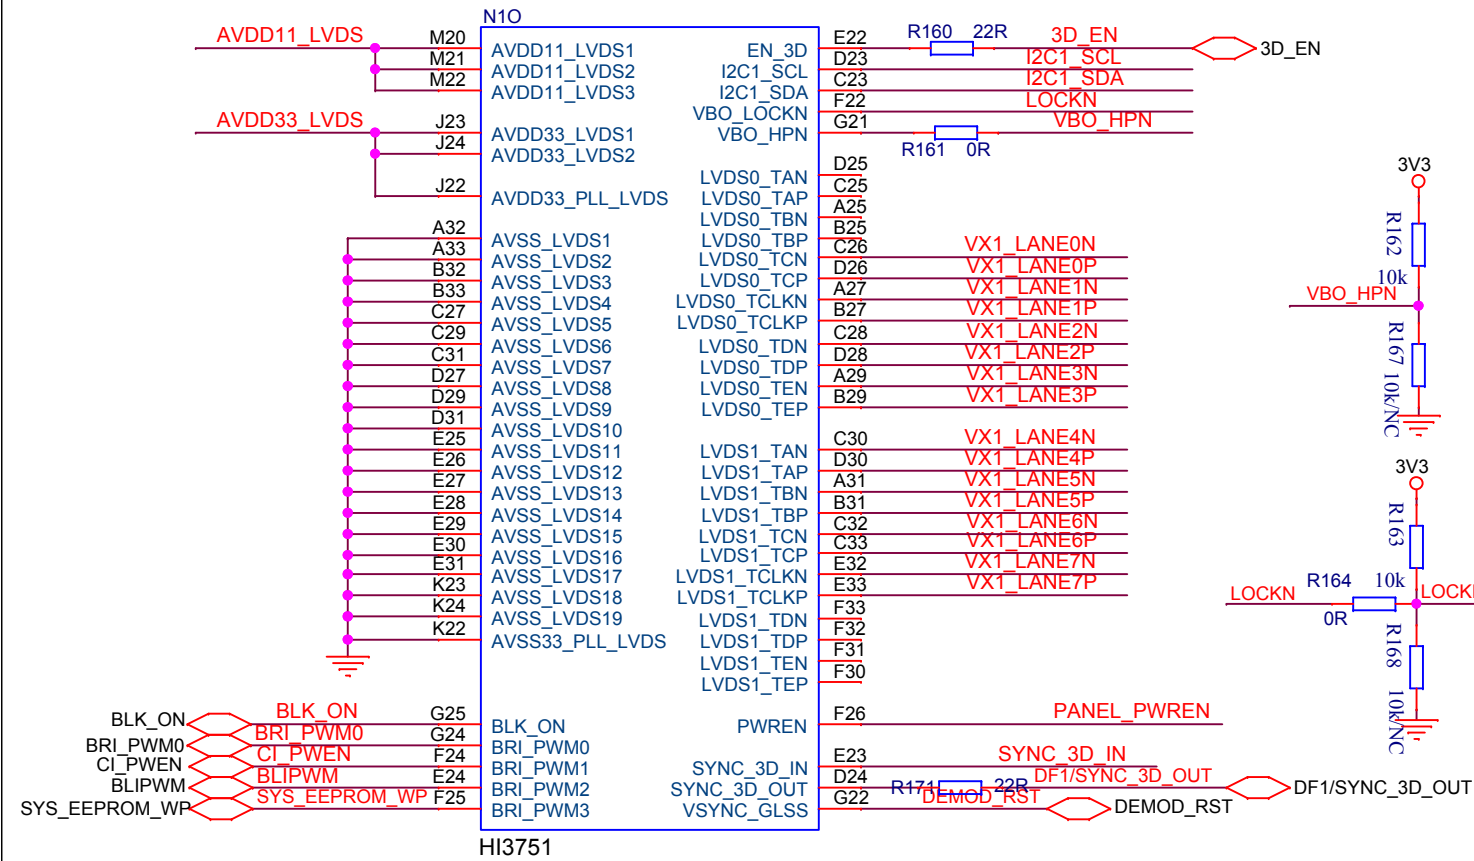 N1O
AVDD11_LVDS M20 AVDD11_LVDS1 EN_3D E22 R160 22R 3D_EN 3D_EN
M21 AVDD11_LVDS2 I2C1_SCL D23 I2C1_SCL
M22 AVDD11_LVDS3 I2C1_SDA C23 I2C1_SDA
VBO_LOCKN F22 LOCKN
AVDD33_LVDS J23 AVDD33_LVDS1 VBO_HPN G21 R161 0R VBO_HPN
J24 AVDD33_LVDS2
LVDS0_TAN D25
J22 AVDD33_PLL_LVDS LVDS0_TAP C25
LVDS0_TBN A25
A32 AVSS_LVDS1 LVDS0_TBP B25
A33 AVSS_LVDS2 LVDS0_TCN C26 VX1_LANE0N
B32 AVSS_LVDS3 LVDS0_TCP D26 VX1_LANE0P
B33 AVSS_LVDS4 LVDS0_TCLKN A27 VX1_LANE1N
C27 AVSS_LVDS5 LVDS0_TCLKP B27 VX1_LANE1P
C29 AVSS_LVDS6 LVDS0_TDN C28 VX1_LANE2N
C31 AVSS_LVDS7 LVDS0_TDP D28 VX1_LANE2P
D27 AVSS_LVDS8 LVDS0_TEN A29 VX1_LANE3N
D29 AVSS_LVDS9 LVDS0_TEP B29 VX1_LANE3P
D31 AVSS_LVDS10
E25 AVSS_LVDS11 LVDS1_TAN C30 VX1_LANE4N
E26 AVSS_LVDS12 LVDS1_TAP D30 VX1_LANE4P
E27 AVSS_LVDS13 LVDS1_TBN A31 VX1_LANE5N
E28 AVSS_LVDS14 LVDS1_TBP B31 VX1_LANE5P
E29 AVSS_LVDS15 LVDS1_TCN C32 VX1_LANE6N
E30 AVSS_LVDS16 LVDS1_TCP C33 VX1_LANE6P
E31 AVSS_LVDS17 LVDS1_TCLKN E32 VX1_LANE7N
K23 AVSS_LVDS18 LVDS1_TCLKP E33 VX1_LANE7P
K24 AVSS_LVDS19 LVDS1_TDN F33
K22 AVSS33_PLL_LVDS LVDS1_TDP F32
LVDS1_TEN F31
LVDS1_TEP F30
BLK_ON BLK_ON G25 BLK_ON PWREN F26 PANEL_PWREN
BRI_PWM0 BRI_PWM0 G24 BRI_PWM0
CI_PWEN CI_PWEN F24 BRI_PWM1 SYNC_3D_IN E23 SYNC_3D_IN
BLIPWM BLIPWM E24 BRI_PWM2 SYNC_3D_OUT D24 R171 22R DF1/SYNC_3D_OUT DF1/SYNC_3D_OUT
SYS_EEPROM_WP SYS_EEPROM_WP F25 BRI_PWM3 VSYNC_GLSS G22 DEMOD_RST DEMOD_RST
HI3751
3V3
R162
10k
VBO_HPN
R167
10k/NC
3V3
R163
10k
LOCKN R164 0R
R168
10k/NC